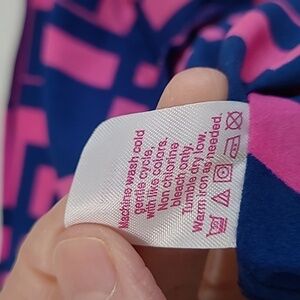 Machine wash cold
gentle cycle,
with like colors.
Non chlorine
bleach only.
Tumble dry low.
Warm iron as needed.